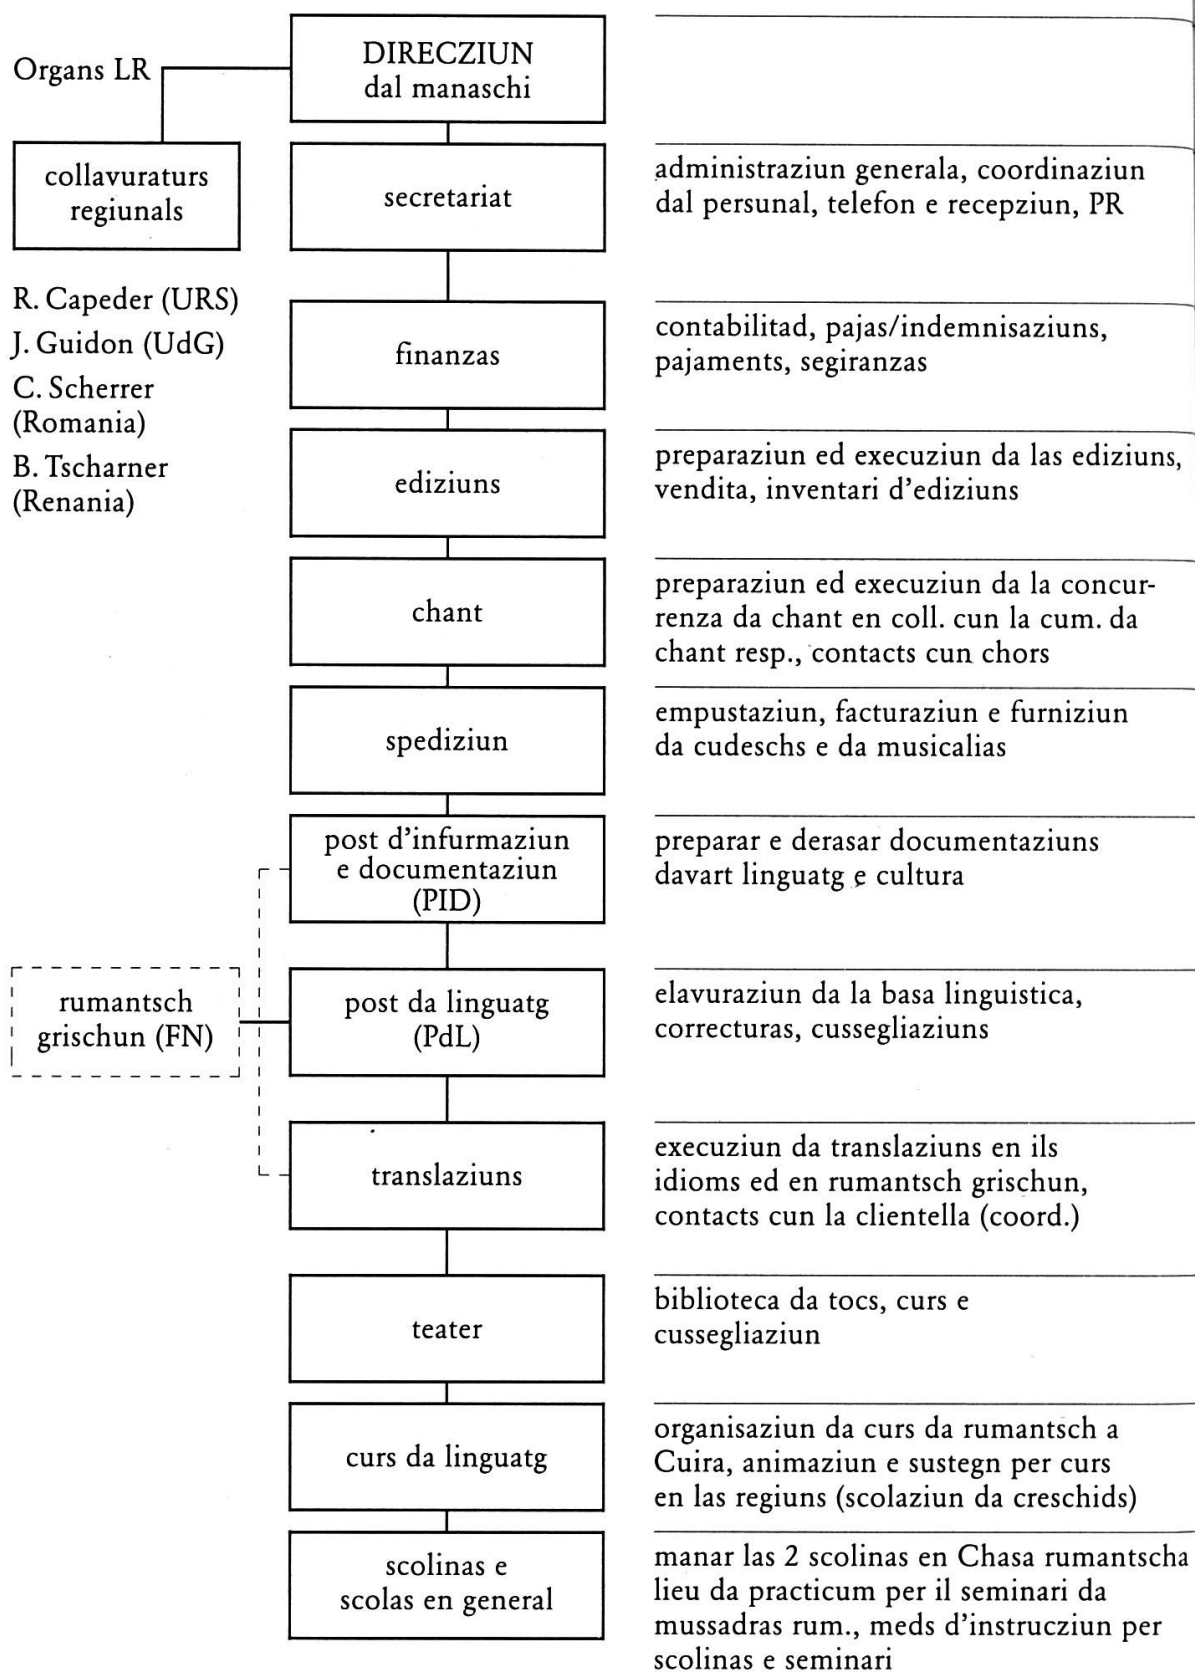 Organs LR
DIRECZIUN
dal manaschi
collavuraturs
regiunals
R. Capeder (URS)
J. Guidon (UdG)
C. Scherrer
(Romania)
B. Tscharner
(Renania)
secretariat
administraziun generala, coordinaziun
dal persunal, telefon e recepziun, PR
finanzas
contabilitad, pajas/indemnisaziuns,
pajaments, segiranzas
ediziuns
preparaziun ed execuziun da las ediziuns,
vendita, inventari d'ediziuns
chant
preparaziun ed execuziun da la concur-
renza da chant en coll. cun la cum. da
chant resp., contacts cun chors
spediziun
empustaziun, facturaziun e furniziun
da cudeschs e da musicalias
post d'infurmaziun
e documentaziun
(PID)
preparar e derasar documentaziuns
davart linguatg e cultura
rumantsch
grischun (FN)
post da linguatg
(PdL)
elavuraziun da la basa linguistica,
correcturas, cussegliaziuns
translaziuns
execuziun da translaziuns en ils
idioms ed en rumantsch grischun,
contacts cun la clientella (coord.)
teater
biblioteca da tocs, curs e
cussegliaziun
curs da linguatg
organisaziun da curs da rumantsch a
Cuira, animaziun e sustegn per curs
en las regiuns (scolaziun da creschids)
scolinas e
scolas en general
manar las 2 scolinas en Chasa rumantscha
lieu da practicum per il seminari da
mussadras rum., meds d'instrucziun per
scolinas e seminari